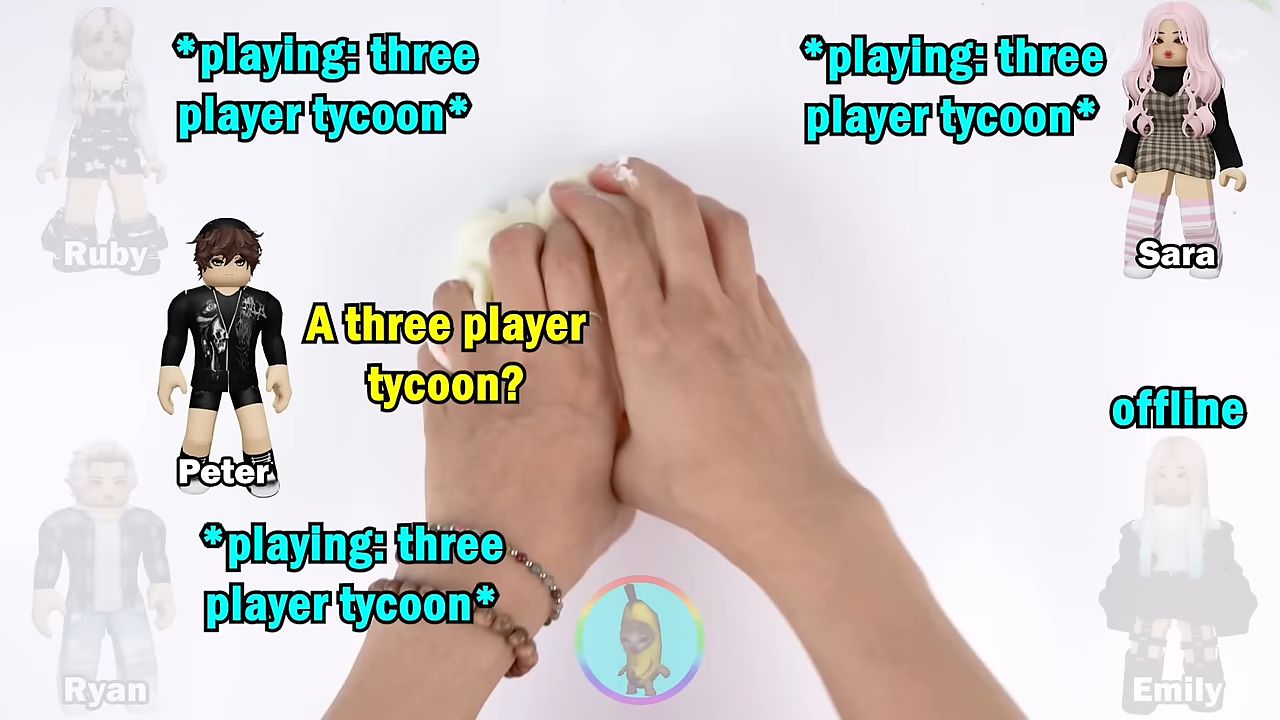 *playing: three
player tycoon*
*playing: three
player tycoon*
Ruby
Sara
A three player
tycoon?
offline
Peter
*playing: three
player tycoon*
Ryan
Emily